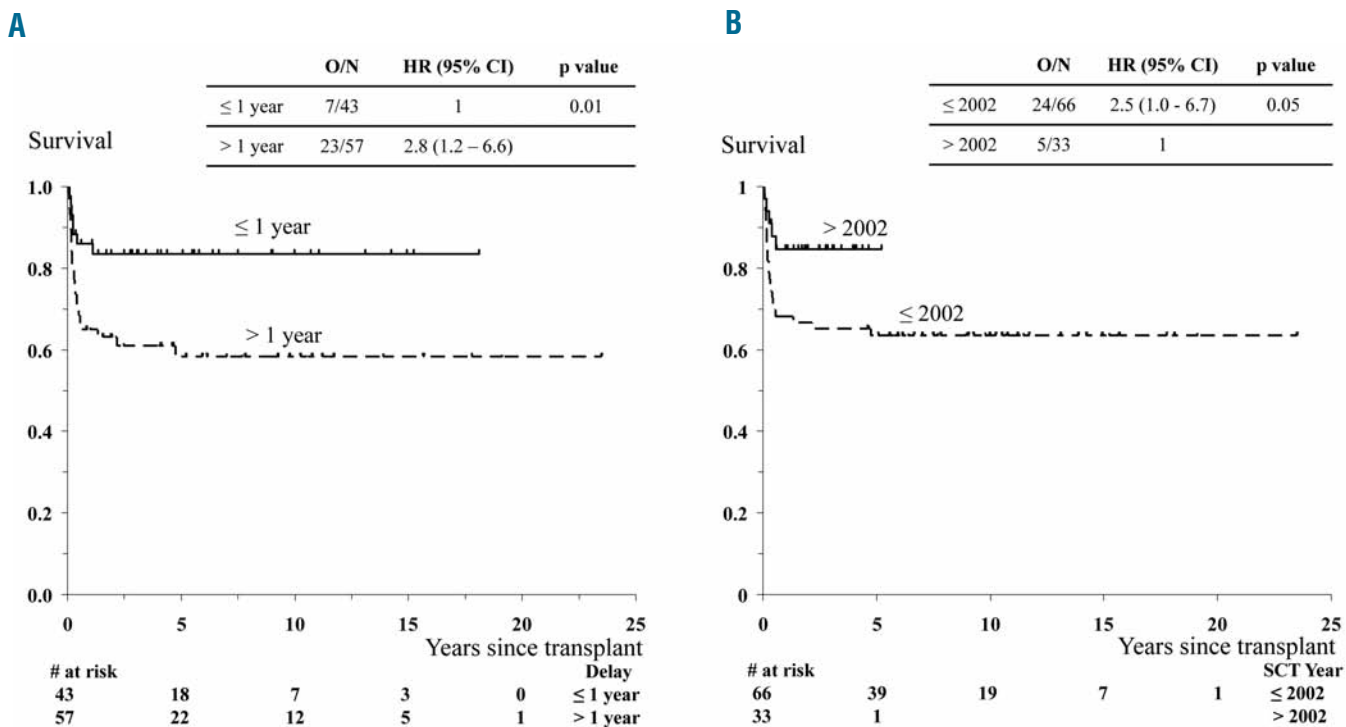 A
O/N HR (95% CI) p value
≤ 1 year 7/43 1 0.01
> 1 year 23/57 2.8 (1.2 – 6.6)
Survival
1.0
0.8
0.6
0.4
0.2
0.0
≤ 1 year
> 1 year
0 5 10 15 20 25
Years since transplant
# at risk Delay
43 18 7 3 0 ≤ 1 year
57 22 12 5 1 > 1 year
B
O/N HR (95% CI) p value
≤ 2002 24/66 2.5 (1.0 - 6.7) 0.05
> 2002 5/33 1
Survival
1
0.8
0.6
0.4
0.2
0
> 2002
≤ 2002
0 5 10 15 20 25
Years since transplant
# at risk SCT Year
66 39 19 7 1 ≤ 2002
33 1 > 2002